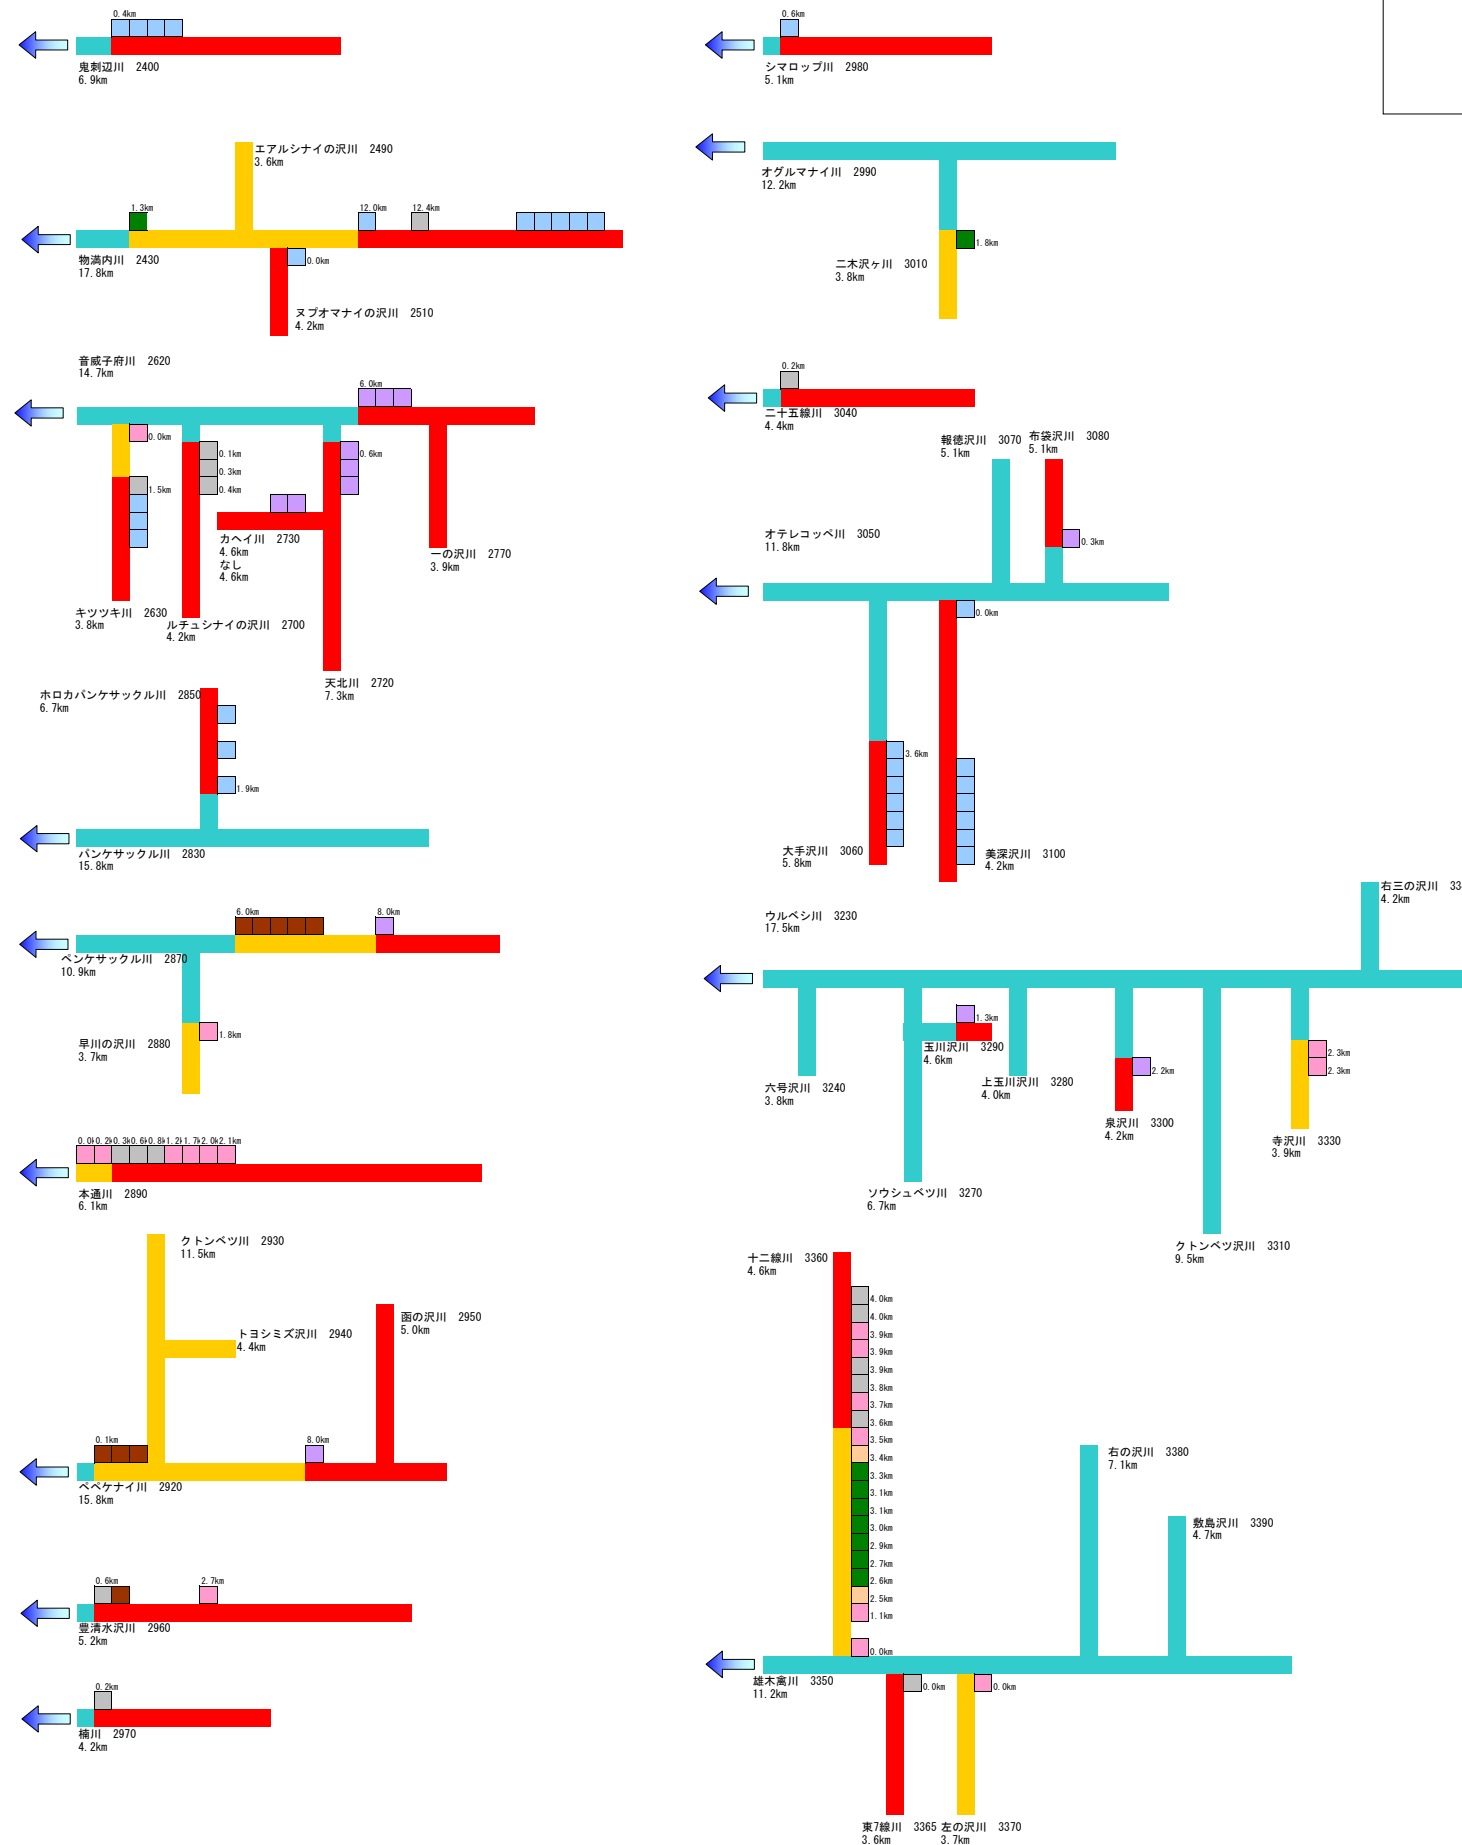 0.4km
鬼刺辺川　2400
6.9km
エアルシナイの沢川　2490
3.6km
1.3km
12.0km
12.4km
物満内川　2430
17.8km
0.0km
ヌプオマナイの沢川　2510
4.2km
音威子府川　2620
14.7km
6.0km
0.0km
0.1km
0.3km
0.4km
0.6km
1.5km
カヘイ川　2730
4.6km
なし
4.6km
一の沢川　2770
3.9km
キツツキ川　2630
3.8km
ルチュシナイの沢川　2700
4.2km
天北川　2720
7.3km
ホロカパンケサックル川　2850
6.7km
1.9km
パンケサックル川　2830
15.8km
6.0km
8.0km
ペンケサックル川　2870
10.9km
1.8km
早川の沢川　2880
3.7km
0.0k
0.2k
0.3k
0.6k
0.8k
1.2k
1.7k
2.0k
2.1km
本通川　2890
6.1km
クトンベツ川　2930
11.5km
トヨシミズ沢川　2940
4.4km
函の沢川　2950
5.0km
0.1km
8.0km
ペペケナイ川　2920
15.8km
0.6km
2.7km
豊清水沢川　2960
5.2km
0.2km
楠川　2970
4.2km
0.6km
シマロップ川　2980
5.1km
オグルマナイ川　2990
12.2km
1.8km
二木沢ヶ川　3010
3.8km
0.2km
二十五線川　3040
4.4km
報徳沢川　3070
5.1km
布袋沢川　3080
5.1km
オテレコッペ川　3050
11.8km
0.3km
0.0km
3.6km
大手沢川　3060
5.8km
美深沢川　3100
4.2km
右三の沢川　33
4.2km
ウルベシ川　3230
17.5km
1.3km
玉川沢川　3290
4.6km
六号沢川　3240
3.8km
上玉川沢川　3280
4.0km
2.2km
泉沢川　3300
4.2km
2.3km
2.3km
寺沢川　3330
3.9km
ソウシュベツ川　3270
6.7km
クトンベツ沢川　3310
9.5km
十二線川　3360
4.6km
4.0km
4.0km
3.9km
3.9km
3.9km
3.8km
3.7km
3.6km
3.5km
3.4km
3.3km
3.1km
3.1km
3.0km
2.9km
2.7km
2.6km
2.5km
1.1km
0.0km
右の沢川　3380
7.1km
敷島沢川　3390
4.7km
雄木禽川　3350
11.2km
0.0km
0.0km
東7線川　3365
3.6km
左の沢川　3370
3.7km